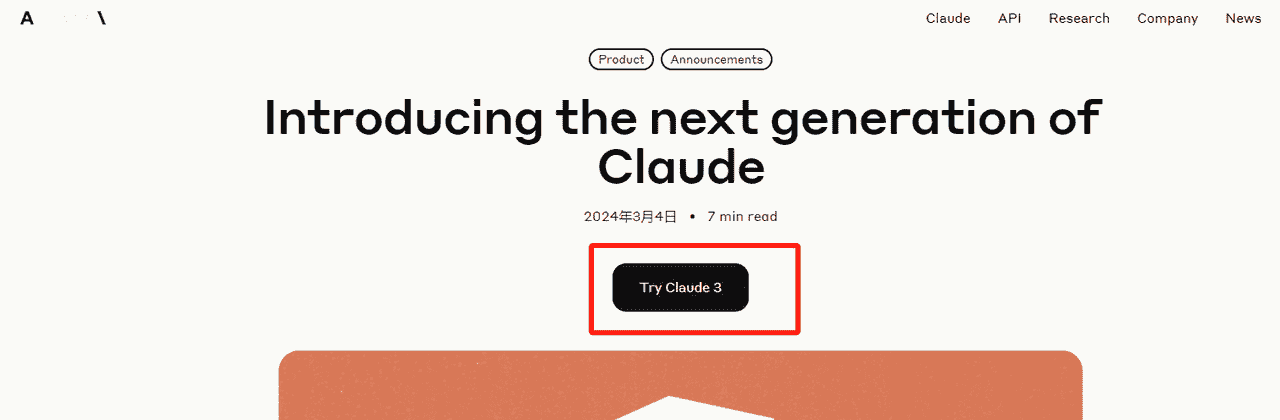 A \
Claude API Research Company News
Product Announcements
Introducing the next generation of
Claude
2024年3月4日 • 7 min read
Try Claude 3